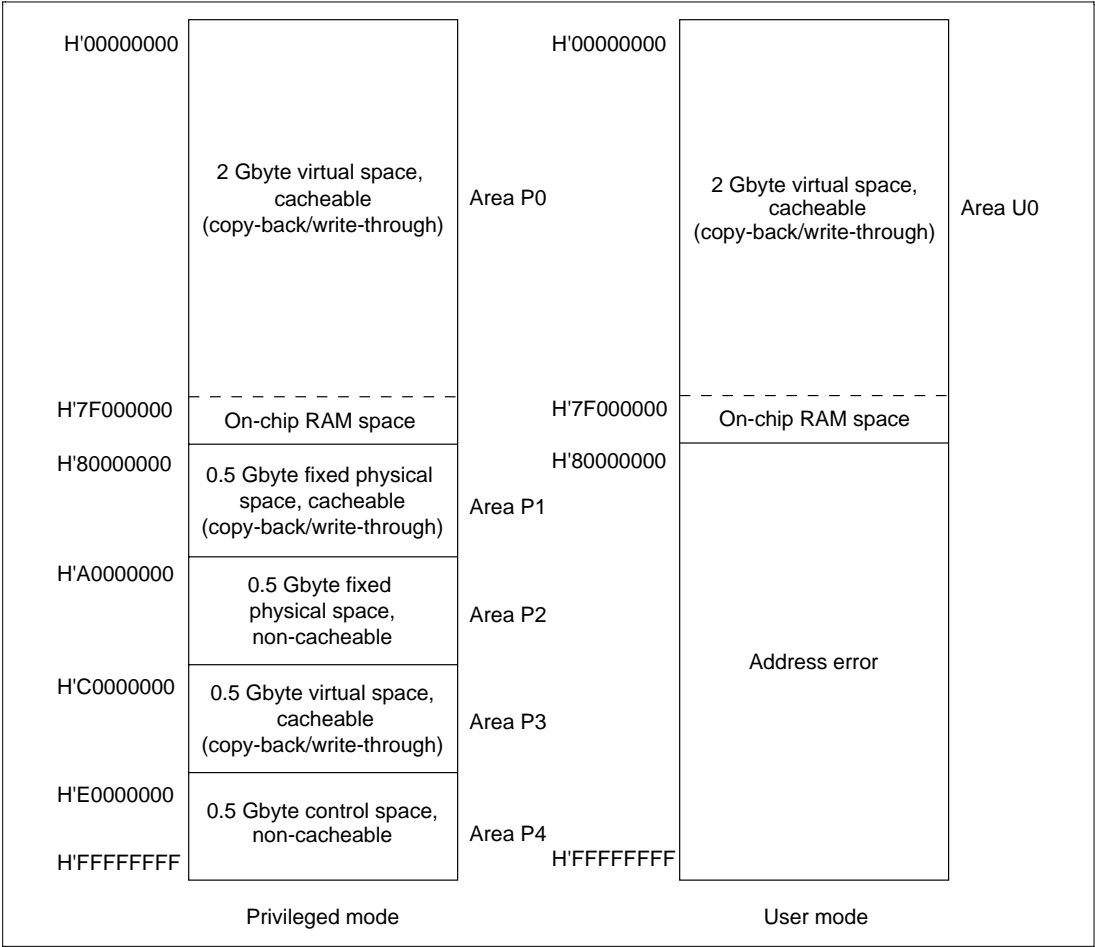 H'00000000
2 Gbyte virtual space,
cacheable
(copy-back/write-through)
Area P0
H'7F000000
On-chip RAM space
H'80000000
0.5 Gbyte fixed physical
space, cacheable
(copy-back/write-through)
Area P1
H'A0000000
0.5 Gbyte fixed
physical space,
non-cacheable
Area P2
H'C0000000
0.5 Gbyte virtual space,
cacheable
(copy-back/write-through)
Area P3
H'E0000000
0.5 Gbyte control space,
non-cacheable
Area P4
H'FFFFFFFF
Privileged mode
H'00000000
2 Gbyte virtual space,
cacheable
(copy-back/write-through)
Area U0
H'7F000000
On-chip RAM space
H'80000000
Address error
H'FFFFFFFF
User mode